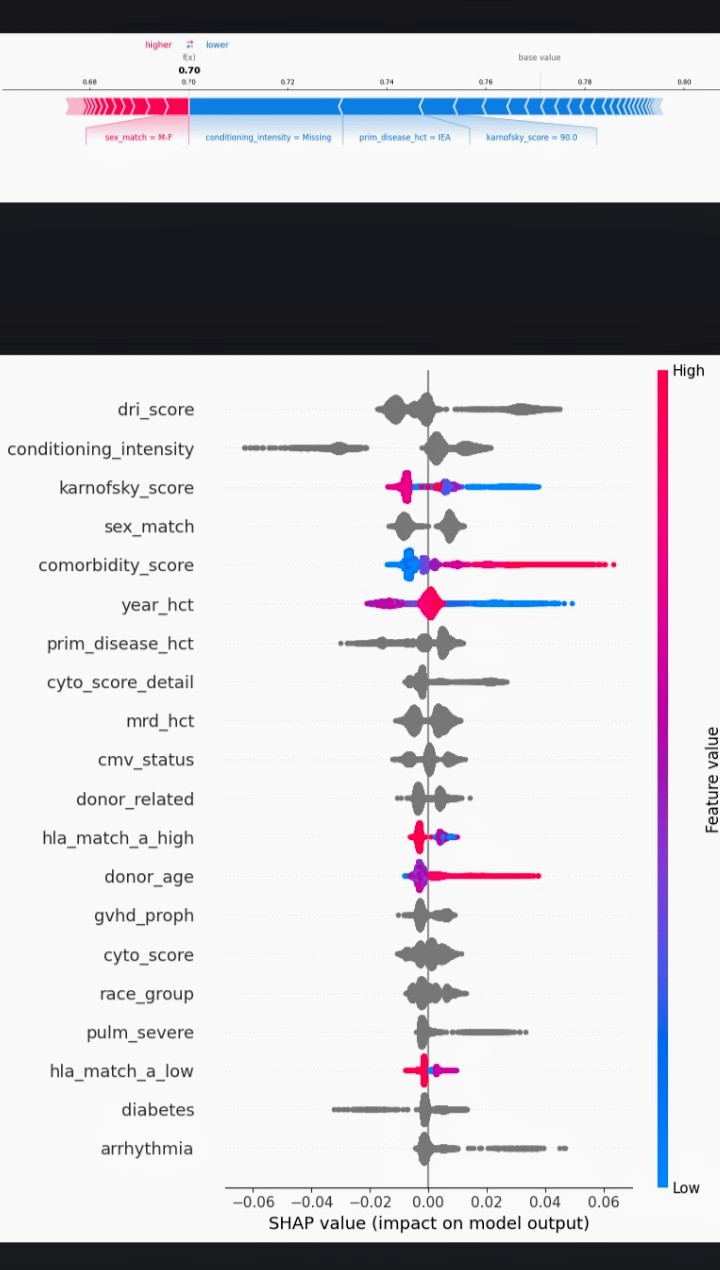 higher lower
f(x) base value
0.70
0.68 0.70 0.72 0.74 0.76 0.78 0.80
sex_match = M-F conditioning_intensity = Missing prim_disease_hct = IEA karnofsky_score = 90.0
High
dri_score
conditioning_intensity
karnofsky_score
sex_match
comorbidity_score
year_hct
prim_disease_hct
cyto_score_detail
mrd_hct
cmv_status
donor_related
hla_match_a_high
donor_age
gvhd_proph
cyto_score
race_group
pulm_severe
hla_match_a_low
diabetes
arrhythmia
Feature value
Low
−0.06 −0.04 −0.02 0.00 0.02 0.04 0.06
SHAP value (impact on model output)